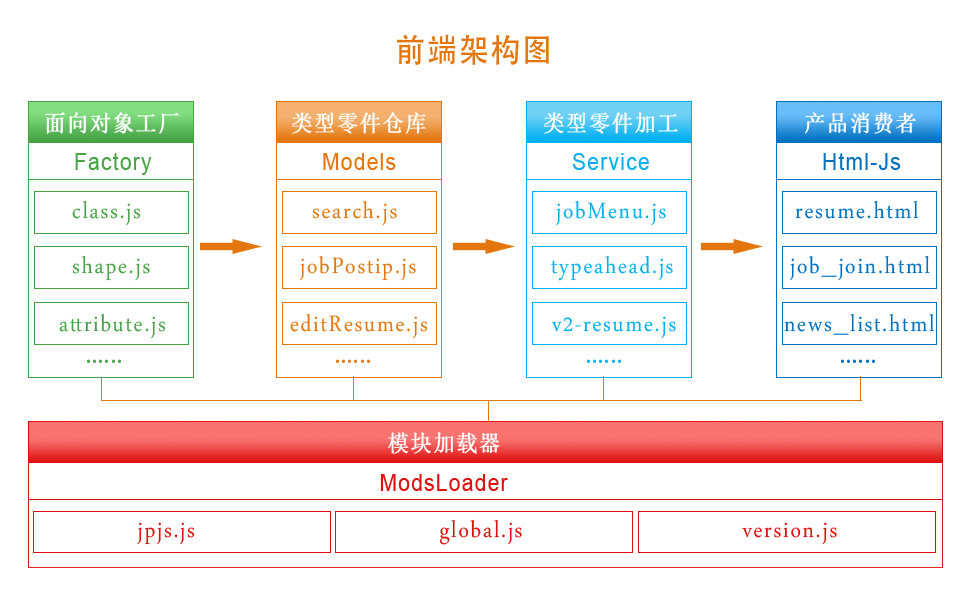 前端架构图
面向对象工厂
Factory
class.js
shape.js
attribute.js
······
类型零件仓库
Models
search.js
jobPostip.js
editResume.js
······
类型零件加工
Service
jobMenu.js
typeahead.js
v2-resume.js
······
产品消费者
Html-Js
resume.html
job_join.html
news_list.html
······
模块加载器
ModsLoader
jpjs.js
global.js
version.js